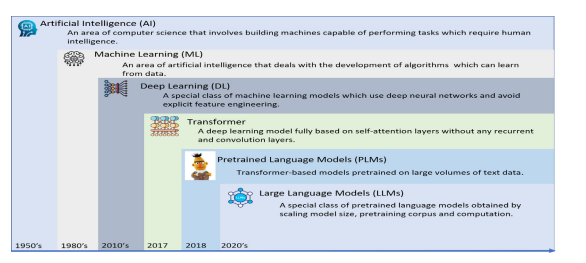 Artificial Intelligence (AI)
An area of computer science that involves building machines capable of performing tasks which require human
intelligence.
Machine Learning (ML)
An area of artificial intelligence that deals with the development of algorithms which can learn
from data.
Deep Learning (DL)
A special class of machine learning models which use deep neural networks and avoid
explicit feature engineering.
Transformer
A deep learning model fully based on self-attention layers without any recurrent
and convolution layers.
Pretrained Language Models (PLMs)
Transformer-based models pretrained on large volumes of text data.
Large Language Models (LLMs)
A special class of pretrained language models obtained by
scaling model size, pretraining corpus and computation.
1950's 1980's 2010's 2017 2018 2020's